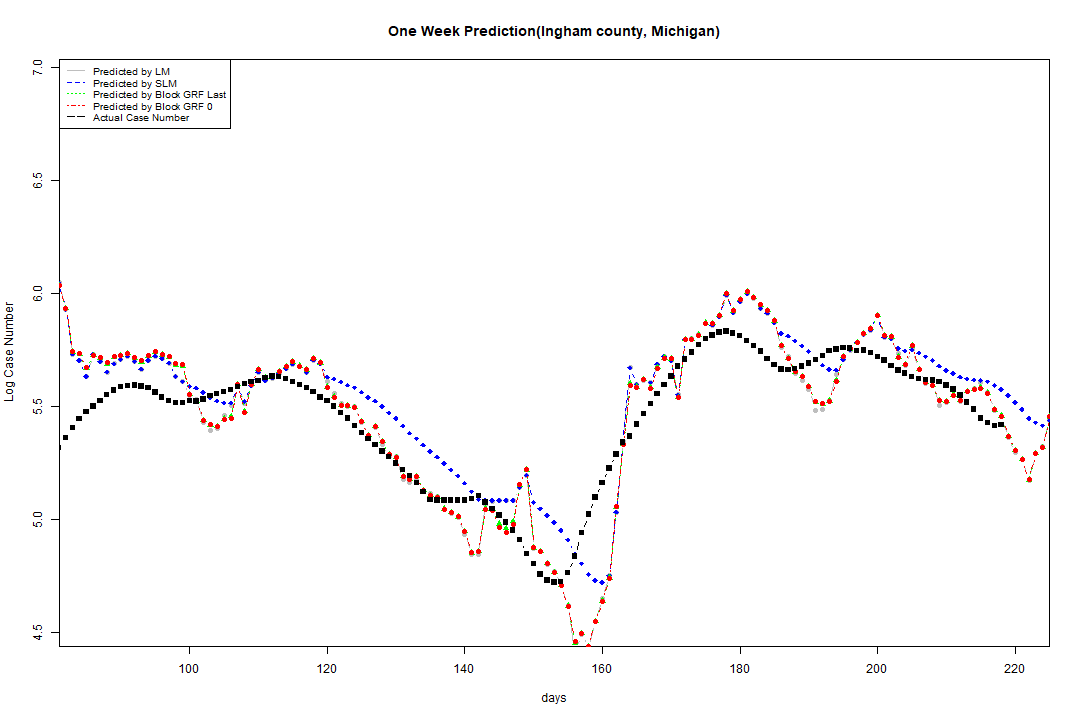 One Week Prediction(Ingham county, Michigan)
Predicted by LM
Predicted by SLM
Predicted by Block GRF Last
Predicted by Block GRF 0
Actual Case Number
7.0
6.5
6.0
5.5
5.0
4.5
Log Case Number
100 120 140 160 180 200 220
days